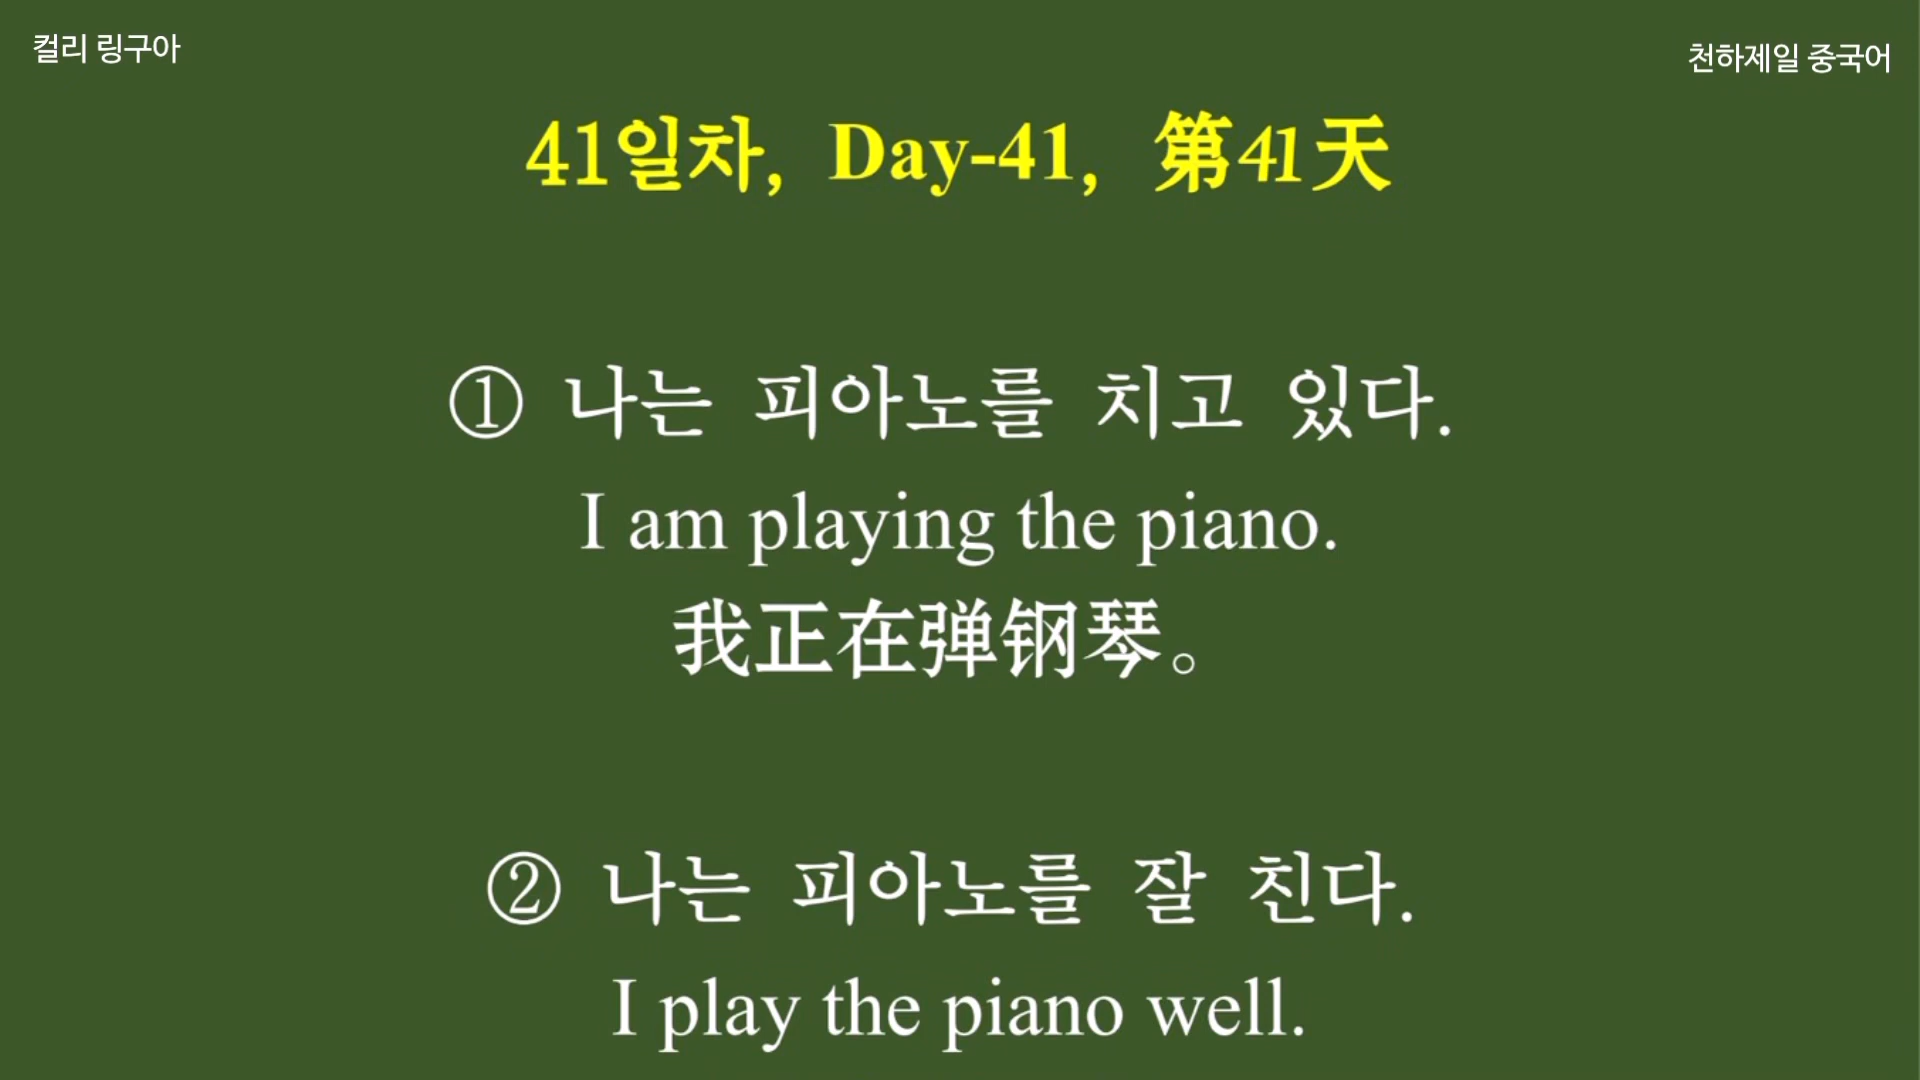 컬리 링구아
천하제일 중국어
41일차, Day-41, 第41天
① 나는 피아노를 치고 있다.
I am playing the piano.
我正在弹钢琴。
② 나는 피아노를 잘 친다.
I play the piano well.